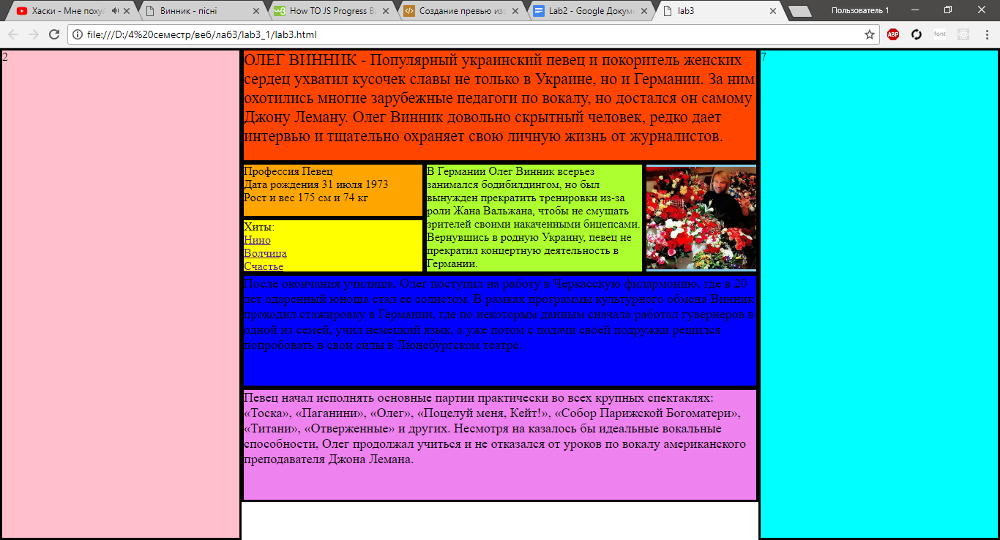 Хаски - Мне
Винник - пісні
How TO JS Progress
Создание превью
Lab2 - Google
lab3
Пользователь 1
file:///D:/4%20семестр/веб/лаб3/lab3_1/lab3.html
ABP
font
2
ОЛЕГ ВИННИК - Популярный украинский певец и покоритель женских
сердец ухватил кусочек славы не только в Украине, но и Германии. За ним
охотились многие зарубежные педагоги по вокалу, но достался он самому
Джону Леману. Олег Винник довольно скрытный человек, редко дает
интервью и тщательно охраняет свою личную жизнь от журналистов.
Профессия Певец
Дата рождения 31 июля 1973
Рост и вес 175 см и 74 кг
Хиты:
Нино
Волчица
Счастье
В Германии Олег Винник всерьез
занимался бодибилдингом, но был
вынужден прекратить тренировки из-за
роли Жана Вальжана, чтобы не смущать
зрителей своими накаченными бицепсами.
Вернувшись в родную Украину, певец не
прекратил концертную деятельность в
Германии.
После окончания училища, Олег поступил на работу в Черкасскую филармонию, где в 20
лет одаренный юноша стал ее солистом. В рамках программы культурного обмена Винник
проходил стажировку в Германии, где по некоторым данным сначала работал гувернеров в
одной из семей, учил немецкий язык, а уже потом с подачи своей подружки решился
попробовать в свои силы в Люнебургском театре.
Певец начал исполнять основные партии практически во всех крупных спектаклях:
«Тоска», «Паганини», «Олег», «Поцелуй меня, Кейт!», «Собор Парижской Богоматери»,
«Титани», «Отверженные» и других. Несмотря на казалось бы идеальные вокальные
способности, Олег продолжал учиться и не отказался от уроков по вокалу американского
преподавателя Джона Лемана.
7